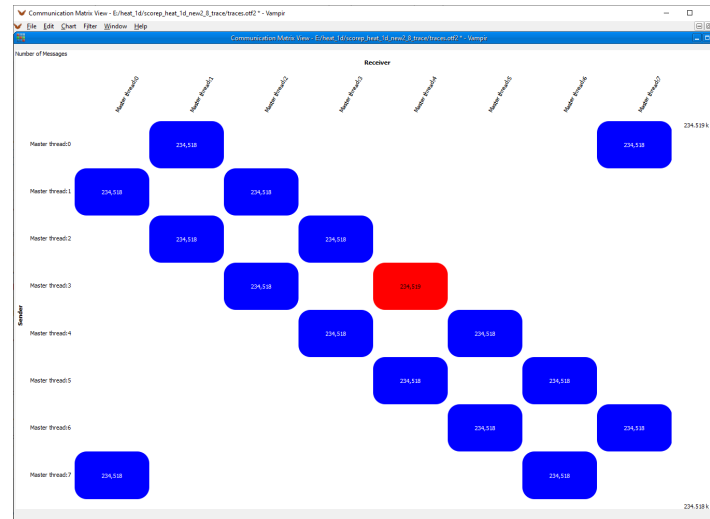 Communication Matrix View - E:/heat_1d/scorep_heat_1d_new2_8_trace/traces.otf2 * - Vampir
File Edit Chart Filter Window Help
Communication Matrix View - E:/heat_1d/scorep_heat_1d_new2_8_trace/traces.otf2 * - Vampir
Number of Messages
Receiver
Master thread:0 Master thread:1 Master thread:2 Master thread:3 Master thread:4 Master thread:5 Master thread:6 Master thread:7
234.519 k
Master thread:0 234,518 234,518
Master thread:1 234,518 234,518
Master thread:2 234,518 234,518
Master thread:3 234,518 234,519
Sender
Master thread:4 234,518 234,518
Master thread:5 234,518 234,518
Master thread:6 234,518 234,518
Master thread:7 234,518 234,518
234.518 k